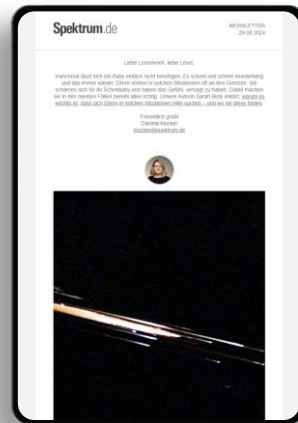 Spektrum.de
NEWSLETTER
29.08.2024
Liebe Leserinnen, liebe Leser,
manchmal lässt sich ein Baby einfach nicht beruhigen. Es schreit und schreit stundenlang
und das immer wieder. Eltern stoßen in solchen Situationen oft an ihre Grenzen. Sie
schämen sich für ihr Schreibaby und haben das Gefühl, versagt zu haben. Dabei machen
sie in den meisten Fällen bereits alles richtig. Unsere Autorin Sarah erklärt, warum es
wichtig ist, dass sich Eltern in solchen Situationen Hilfe suchen – und wo sie diese finden.
Freundlich grüßt
Daniela Mocker
mocker@spektrum.de